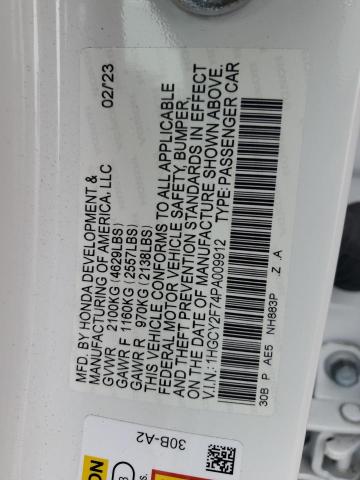 MFD. BY HONDA DEVELOPMENT & 02/23
MANUFACTURING OF AMERICA, LLC
GVWR 2100KG (4629LBS)
GAWR F 1160KG (2557LBS)
GAWR R 970KG (2138LBS)
THIS VEHICLE CONFORMS TO ALL APPLICABLE
FEDERAL MOTOR VEHICLE SAFETY, BUMPER,
AND THEFT PREVENTION STANDARDS IN EFFECT
ON THE DATE OF MANUFACTURE SHOWN ABOVE.
V.I.N.: 1HGCY2F74PA009912 TYPE: PASSENGER CAR
30B P AE5 NH883P .Z .A
30B-A2